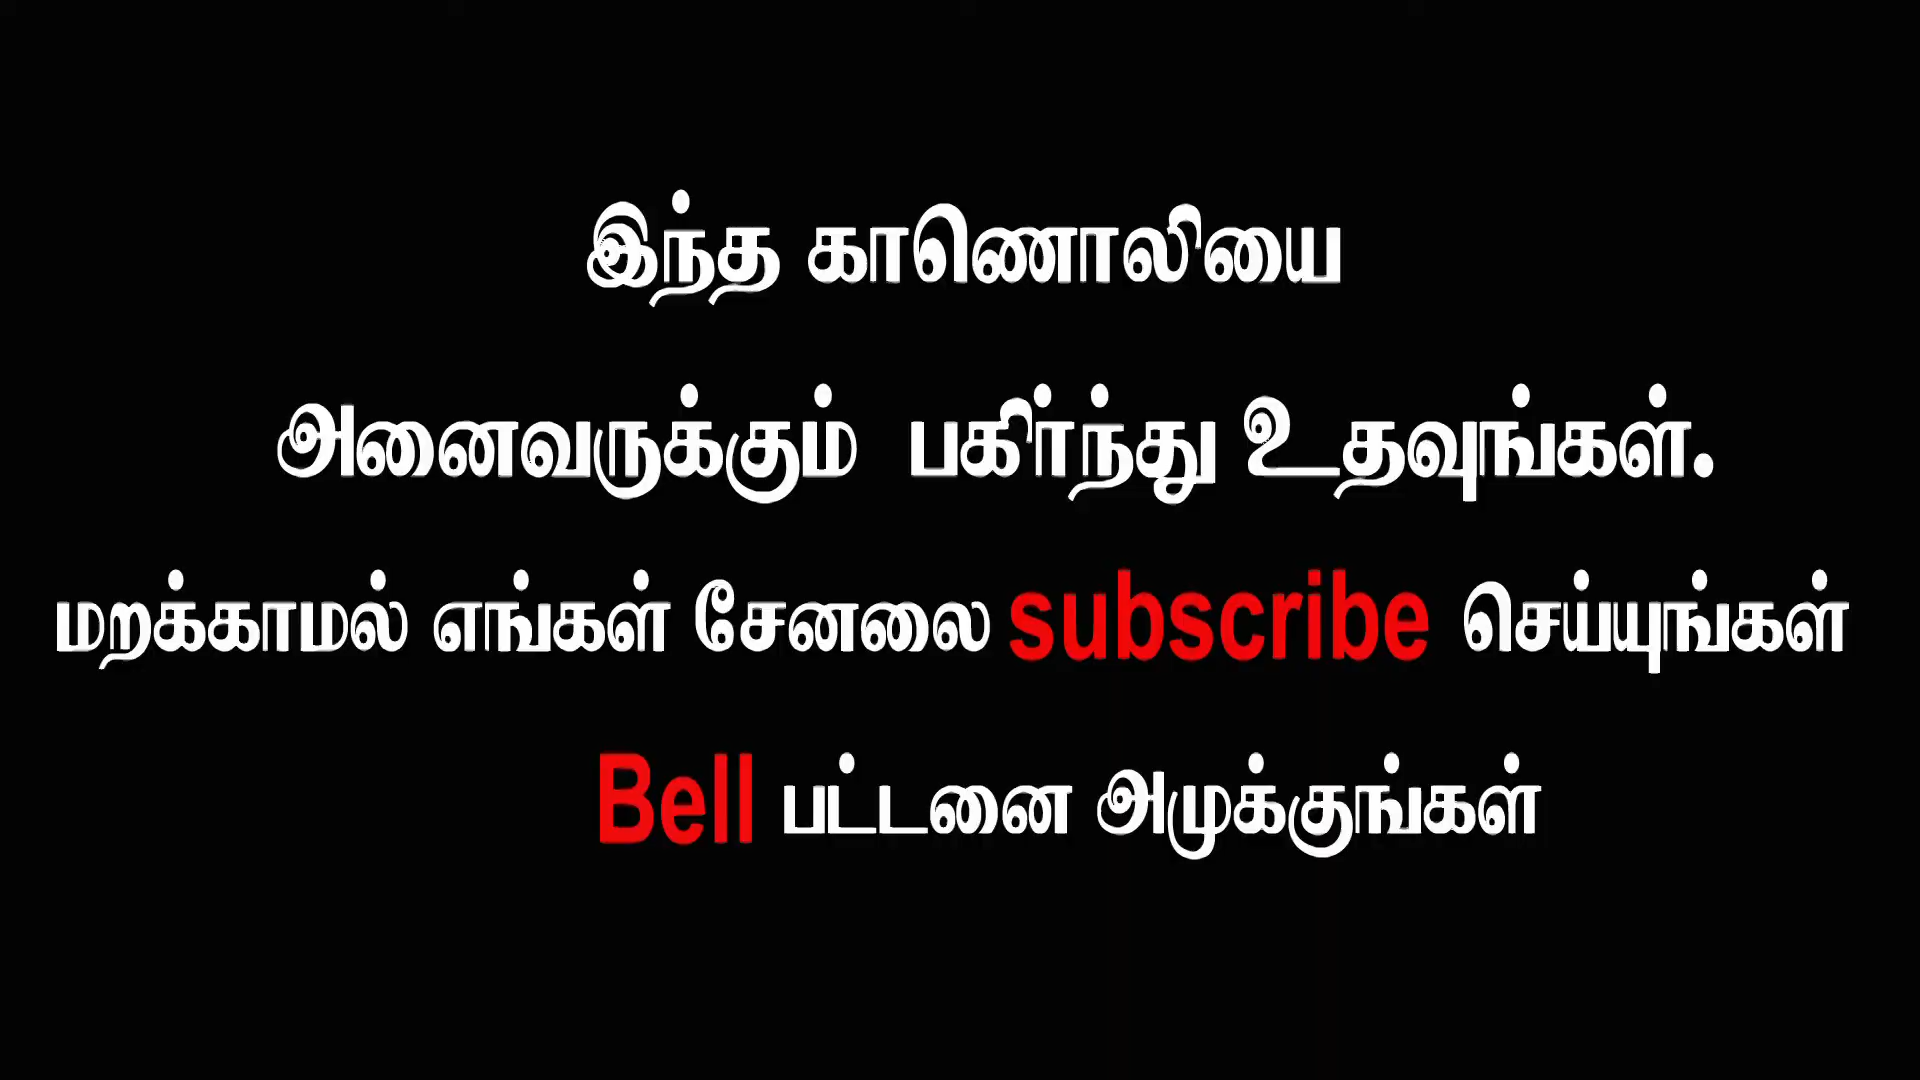 இந்த காணொலியை
அனைவருக்கும் பகிர்ந்து உதவுங்கள்.
மறக்காமல் எங்கள் சேனலை subscribe செய்யுங்கள்
Bell பட்டனை அழுக்குங்கள்